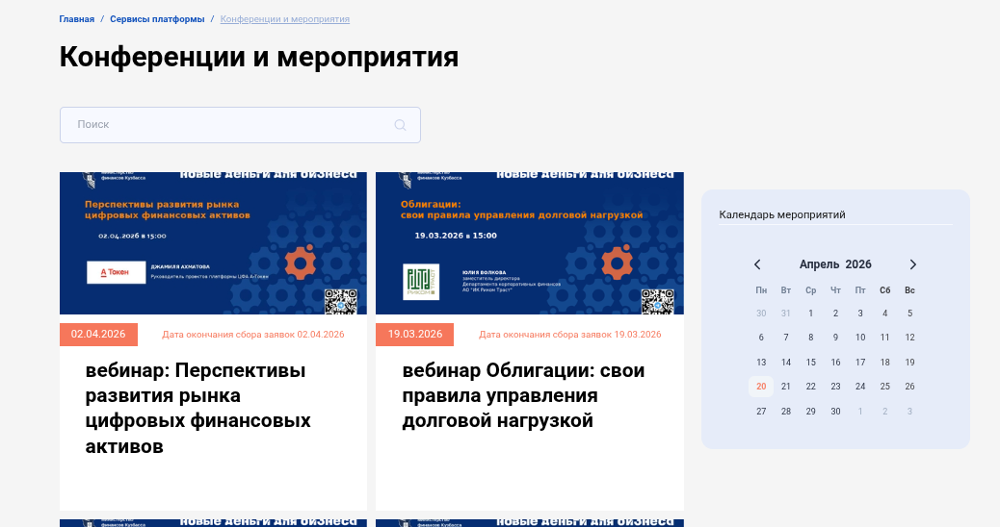 Главная / Сервисы платформы / Конференции и мероприятия
Конференции и мероприятия
Поиск
финансов Кузбасса
новые деньги для бизнеса
Перспективы развития рынка
цифровых финансовых активов
02.04.2026 в 15:00
А Токен
ДЖАМИЛЯ АХМАТОВА
Руководитель проектов платформы ЦФА А-Токен
02.04.2026
Дата окончания сбора заявок 02.04.2026
вебинар: Перспективы
развития рынка
цифровых финансовых
активов
финансов Кузбасса
новые деньги для бизнеса
Облигации:
свои правила управления долговой нагрузкой
19.03.2026 в 15:00
РИКОМ ТРАСТ
ЮЛИЯ ВОЛКОВА
заместитель директора
Департамента корпоративных финансов
АО "ИК Риком Траст"
19.03.2026
Дата окончания сбора заявок 19.03.2026
вебинар Облигации: свои
правила управления
долговой нагрузкой
Календарь мероприятий
Апрель 2026
Пн Вт Ср Чт Пт Сб Вс
30 31 1 2 3 4 5
6 7 8 9 10 11 12
13 14 15 16 17 18 19
20 21 22 23 24 25 26
27 28 29 30 1 2 3
финансов Кузбасса
новые деньги для бизнеса
финансов Кузбасса
новые деньги для бизнеса